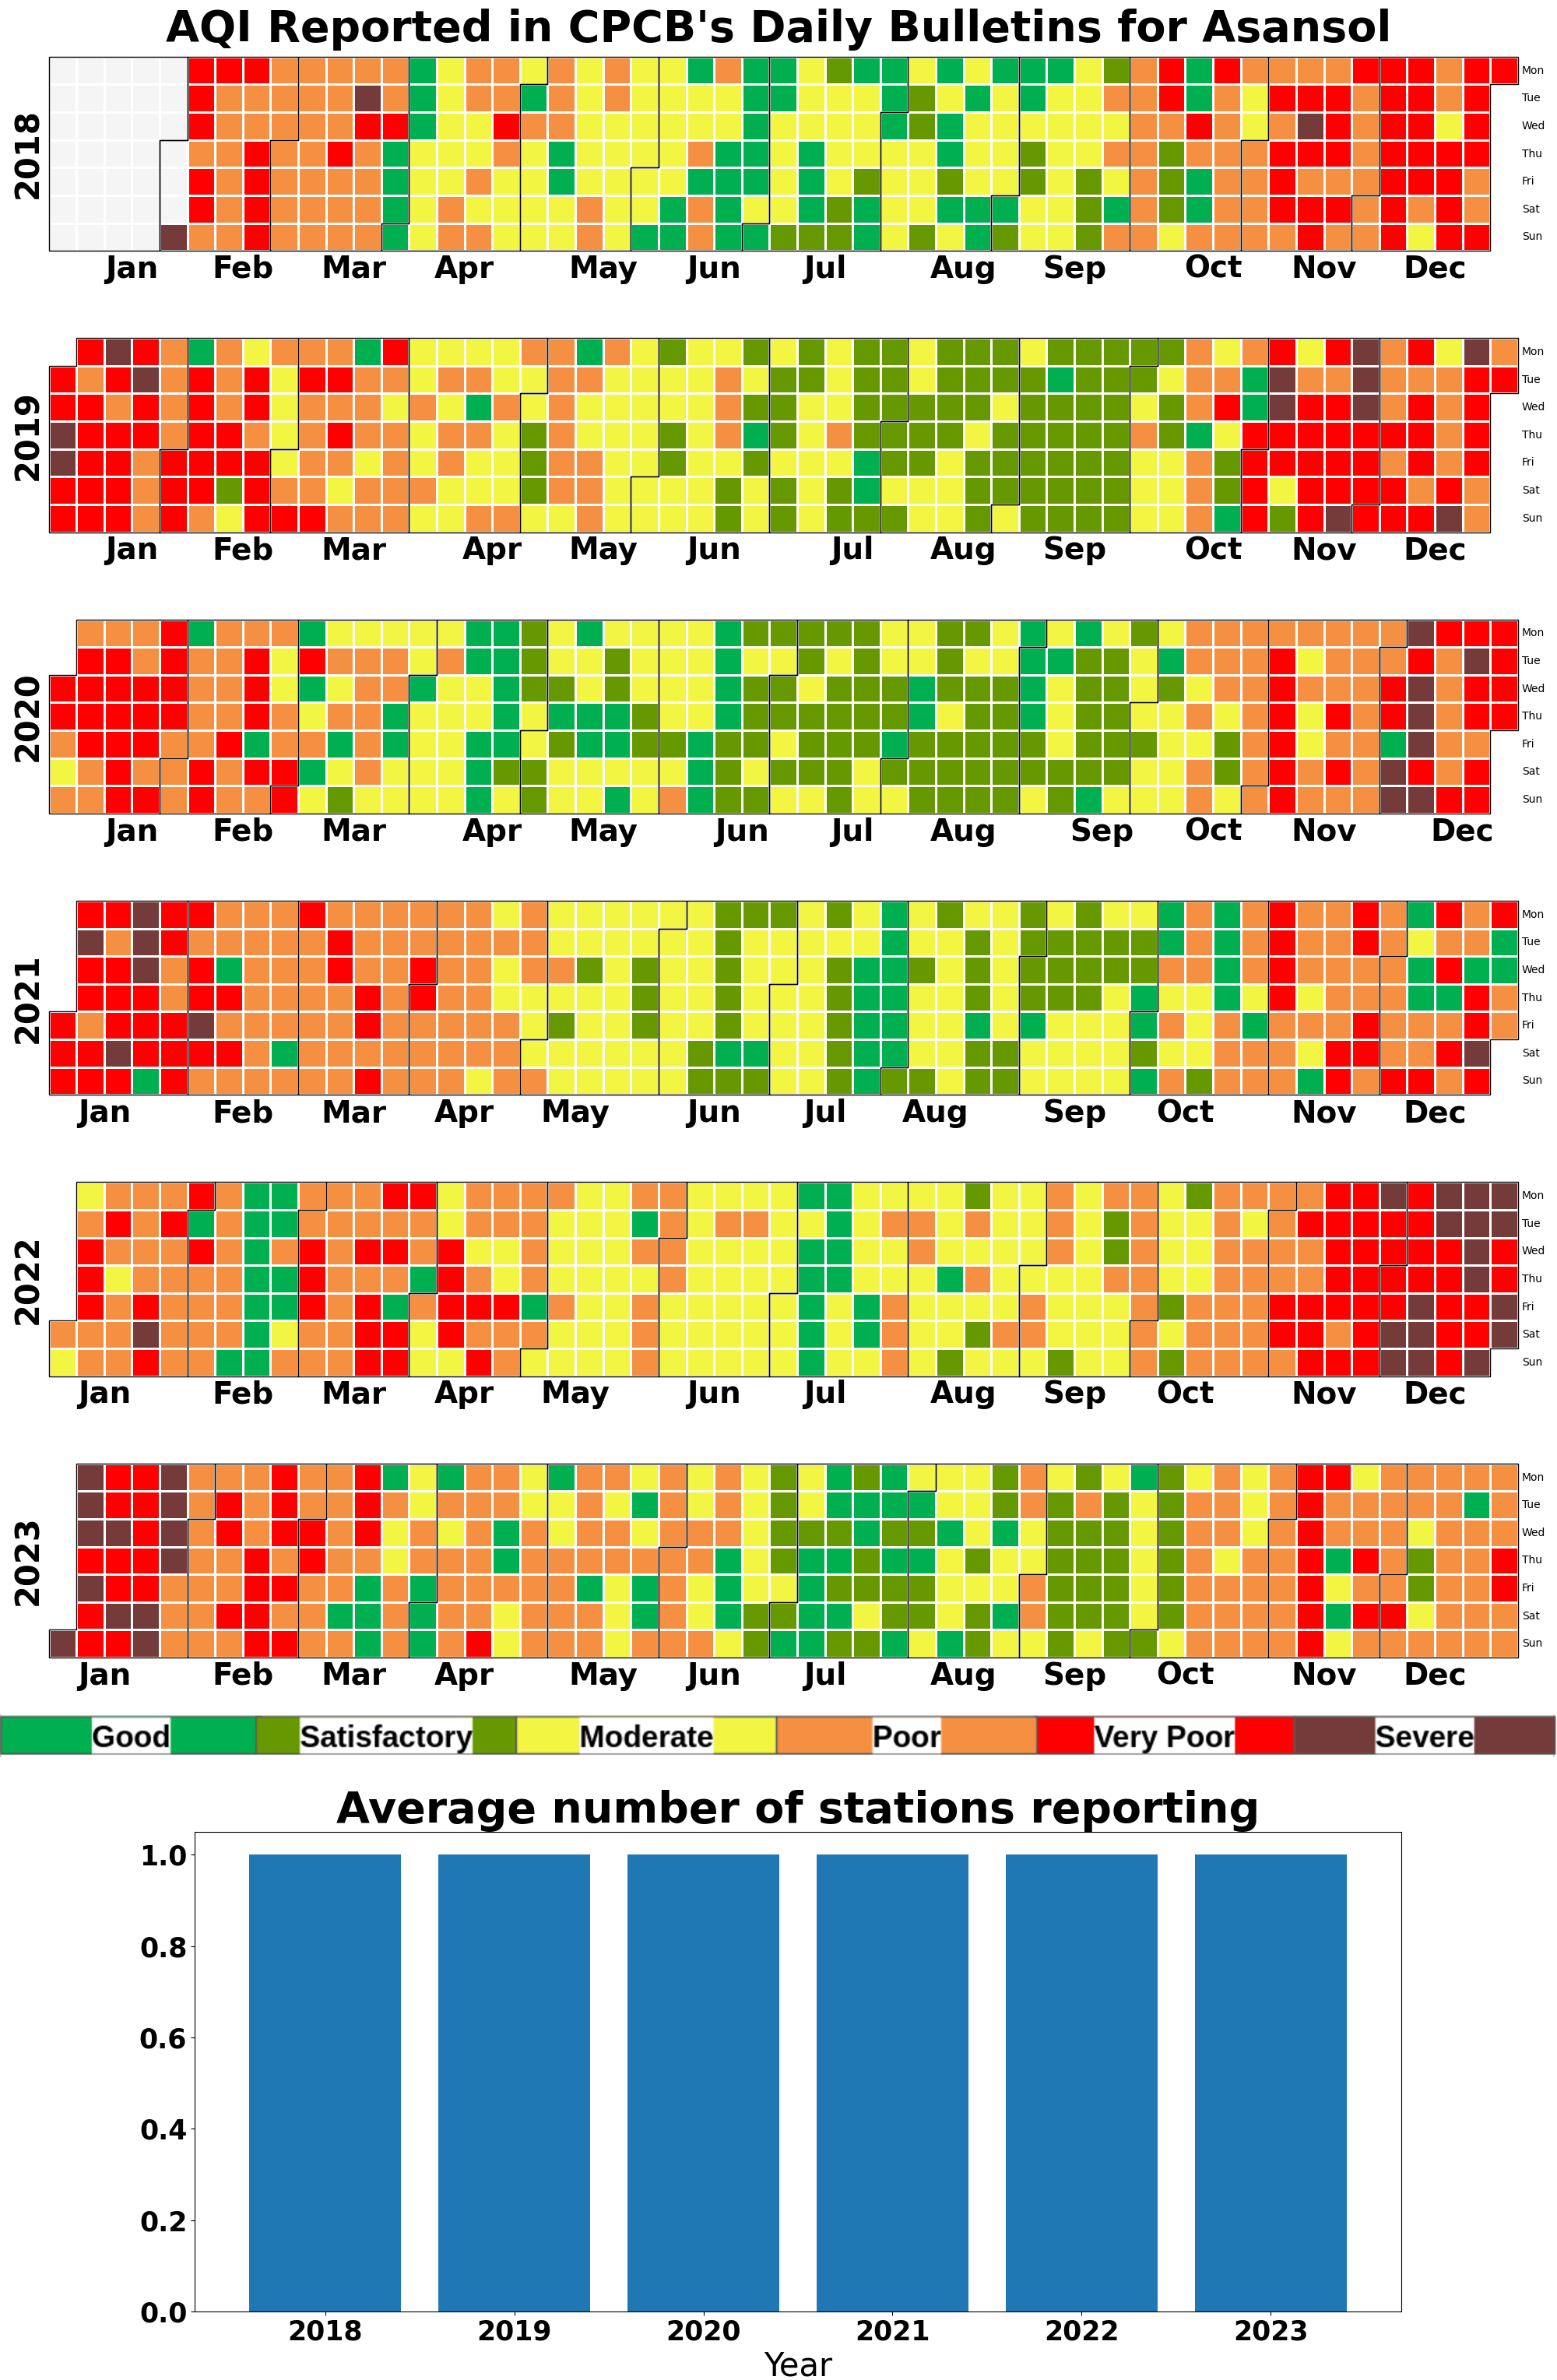 AQI Reported in CPCB's Daily Bulletins for Asansol
2018
Mon
Tue
Wed
Thu
Fri
Sat
Sun
Jan Feb Mar Apr May Jun Jul Aug Sep Oct Nov Dec
2019
Mon
Tue
Wed
Thu
Fri
Sat
Sun
Jan Feb Mar Apr May Jun Jul Aug Sep Oct Nov Dec
2020
Mon
Tue
Wed
Thu
Fri
Sat
Sun
Jan Feb Mar Apr May Jun Jul Aug Sep Oct Nov Dec
2021
Mon
Tue
Wed
Thu
Fri
Sat
Sun
Jan Feb Mar Apr May Jun Jul Aug Sep Oct Nov Dec
2022
Mon
Tue
Wed
Thu
Fri
Sat
Sun
Jan Feb Mar Apr May Jun Jul Aug Sep Oct Nov Dec
2023
Mon
Tue
Wed
Thu
Fri
Sat
Sun
Jan Feb Mar Apr May Jun Jul Aug Sep Oct Nov Dec
Good Satisfactory Moderate Poor Very Poor Severe
Average number of stations reporting
1.0
0.8
0.6
0.4
0.2
0.0
2018 2019 2020 2021 2022 2023
Year